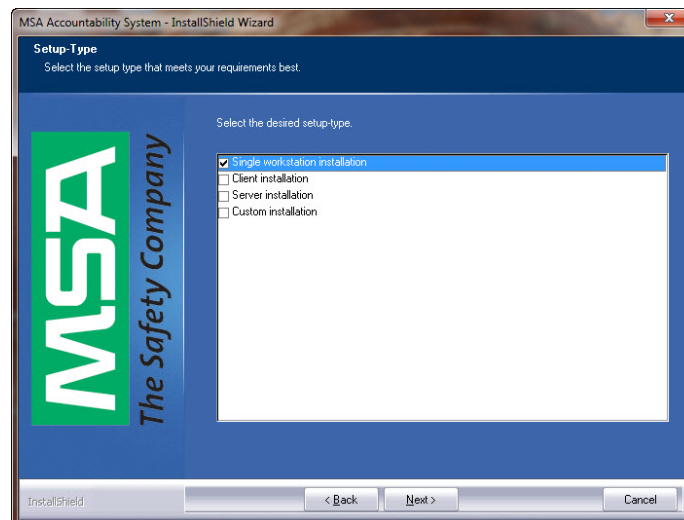 MSA Accountability System - InstallShield Wizard
Setup-Type
Select the setup type that meets your requirements best.
Select the desired setup-type.
Single workstation installation
Client installation
Server installation
Custom installation
MSA
The Safety Company
InstallShield
< Back
Next >
Cancel